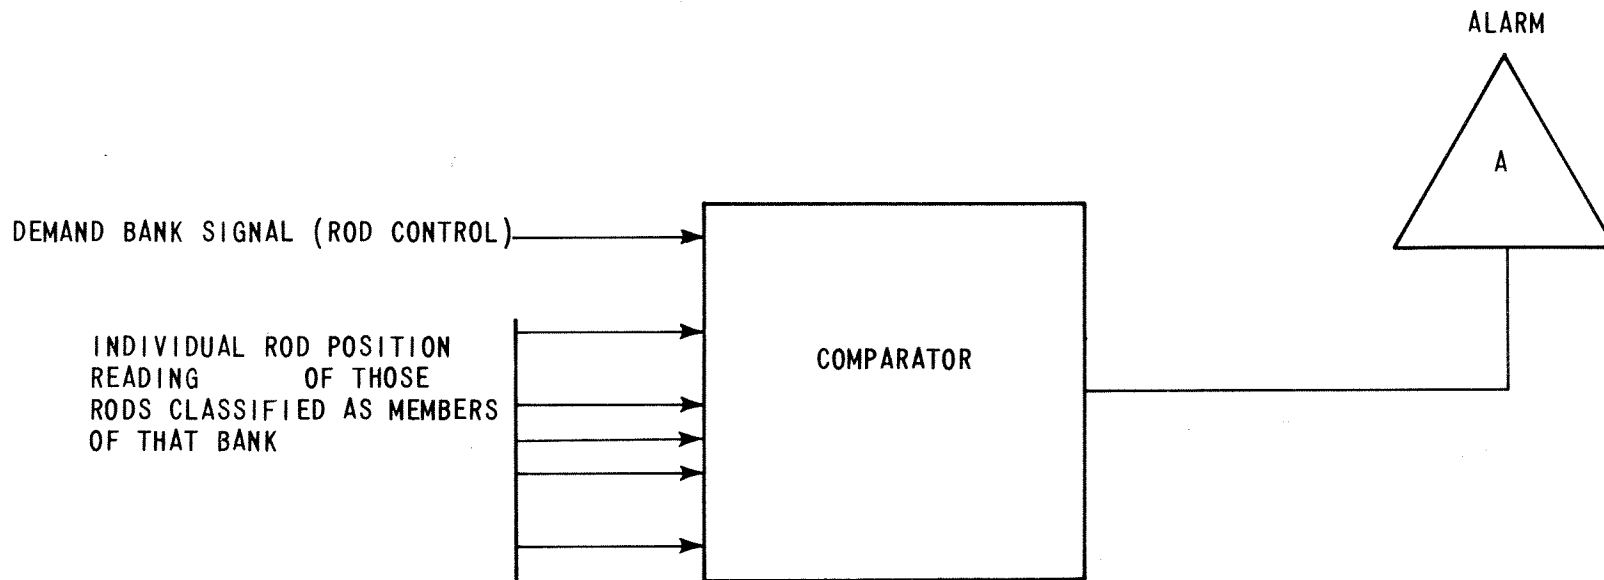 ALARM
A
DEMAND BANK SIGNAL (ROD CONTROL)
INDIVIDUAL ROD POSITION
READING OF THOSE
RODS CLASSIFIED AS MEMBERS
OF THAT BANK
COMPARATOR